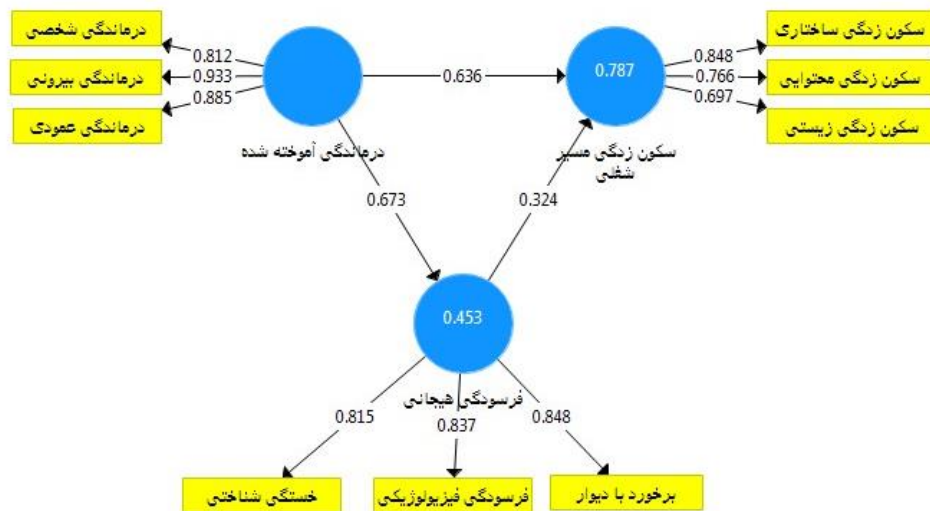 درماندگی شخصی
درماندگی بیرونی
درماندگی عمودی
0.812
0.933
0.885
درماندگی آموخته شده
0.636
0.787
سکون زدگی مسیر
شغلی
0.848
0.766
0.697
سکون زدگی ساختاری
سکون زدگی محتوایی
سکون زدگی زیستی
0.673
0.324
0.453
فرسودگی هیجانی
0.815
0.837
0.848
خستگی شناختی
فرسودگی فیزیولوژیکی
برخورد با دیوار